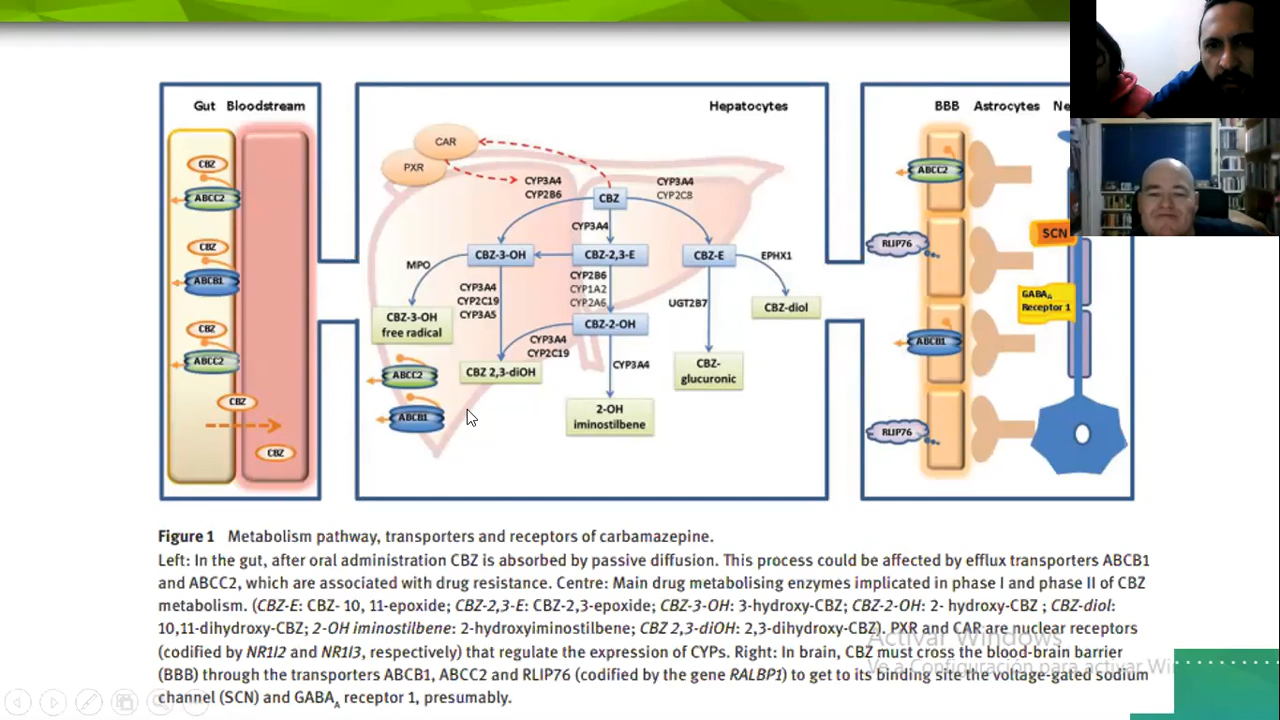 Gut Bloodstream
CBZ
ABCC2
CBZ
ABCB1
CBZ
ABCC2
CBZ
CBZ
Hepatocytes
CAR
PXR
CYP3A4
CYP2B6
CBZ
CYP3A4
CYP2C8
CYP3A4
CBZ-3-OH
CBZ-2,3-E
CBZ-E
EPHX1
MPO
CYP3A4
CYP2C19
CYP3A5
CYP2B6
CYP1A2
CYP2A6
UGT2B7
CBZ-diol
CBZ-3-OH
free radical
CBZ-2-OH
CYP3A4
CYP2C19
CBZ 2,3-diOH
CYP3A4
CBZ-
glucuronic
2-OH
iminostilbene
ABCC2
ABCB1
BBB Astrocytes Ne
ABCC2
RLIP76
SCN
GABAA
Receptor 1
ABCB1
RLIP76
Figure 1 Metabolism pathway, transporters and receptors of carbamazepine.
Left: In the gut, after oral administration CBZ is absorbed by passive diffusion. This process could be affected by efflux transporters ABCB1
and ABCC2, which are associated with drug resistance. Centre: Main drug metabolising enzymes implicated in phase I and phase II of CBZ
metabolism. (CBZ-E: CBZ- 10, 11-epoxide; CBZ-2,3-E: CBZ-2,3-epoxide; CBZ-3-OH: 3-hydroxy-CBZ; CBZ-2-OH: 2- hydroxy-CBZ ; CBZ-diol:
10,11-dihydroxy-CBZ; 2-OH iminostilbene: 2-hydroxyiminostilbene; CBZ 2,3-diOH: 2,3-dihydroxy-CBZ). PXR and CAR are nuclear receptors
(codified by NR1I2 and NR1I3, respectively) that regulate the expression of CYPs. Right: In brain, CBZ must cross the blood-brain barrier
(BBB) through the transporters ABCB1, ABCC2 and RLIP76 (codified by the gene RALBP1) to get to its binding site the voltage-gated sodium
channel (SCN) and GABAA receptor 1, presumably.
Activar Windows
Ve a Configuración para activar Wi